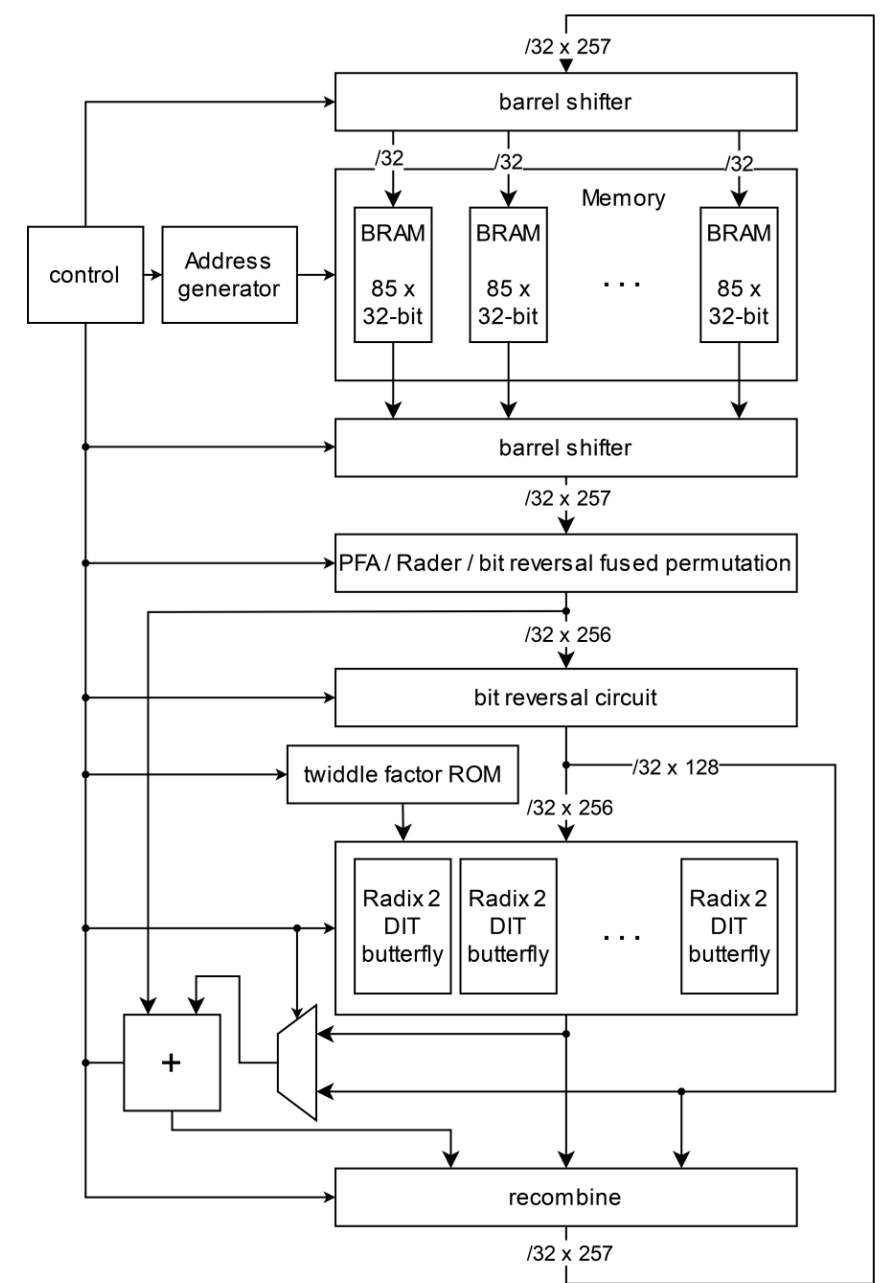 /32 x 257
barrel shifter
/32
/32
/32
Memory
BRAM
85 x
32-bit
BRAM
85 x
32-bit
. . .
BRAM
85 x
32-bit
control
Address
generator
barrel shifter
/32 x 257
PFA / Rader / bit reversal fused permutation
/32 x 256
bit reversal circuit
twiddle factor ROM
/32 x 128
/32 x 256
Radix 2
DIT
butterfly
Radix 2
DIT
butterfly
. . .
Radix 2
DIT
butterfly
+
recombine
/32 x 257